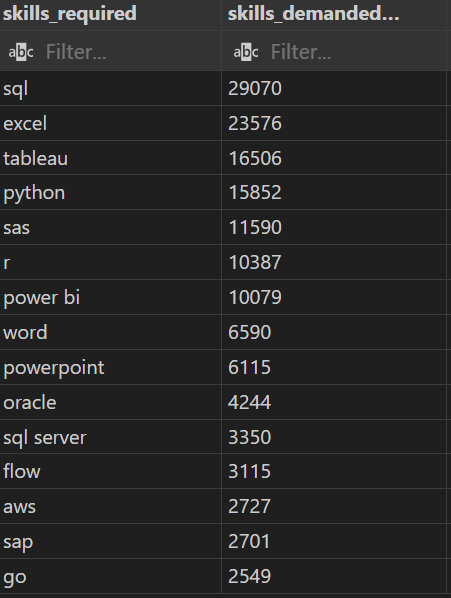 skills_required skills_demanded...
abc Filter... abc Filter...
sql 29070
excel 23576
tableau 16506
python 15852
sas 11590
r 10387
power bi 10079
word 6590
powerpoint 6115
oracle 4244
sql server 3350
flow 3115
aws 2727
sap 2701
go 2549